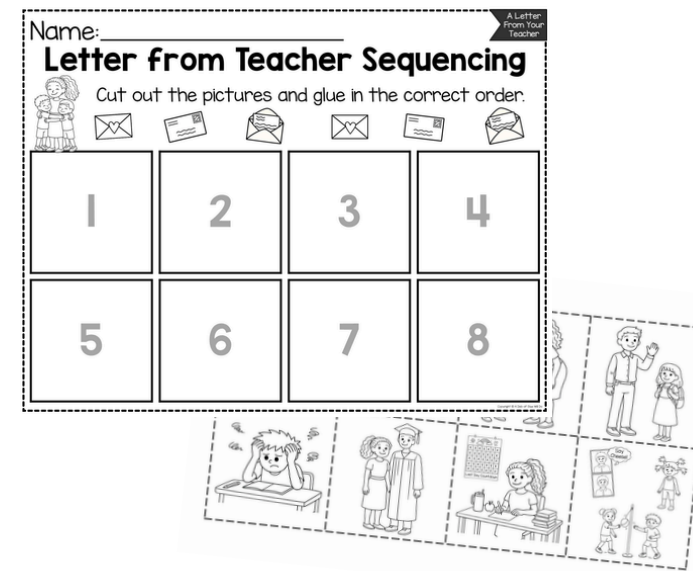 Name:
A Letter
From Your
Teacher
Letter from Teacher Sequencing
Cut out the pictures and glue in the correct order.
1 2 3 4
5 6 7 8
Say
Cheese!